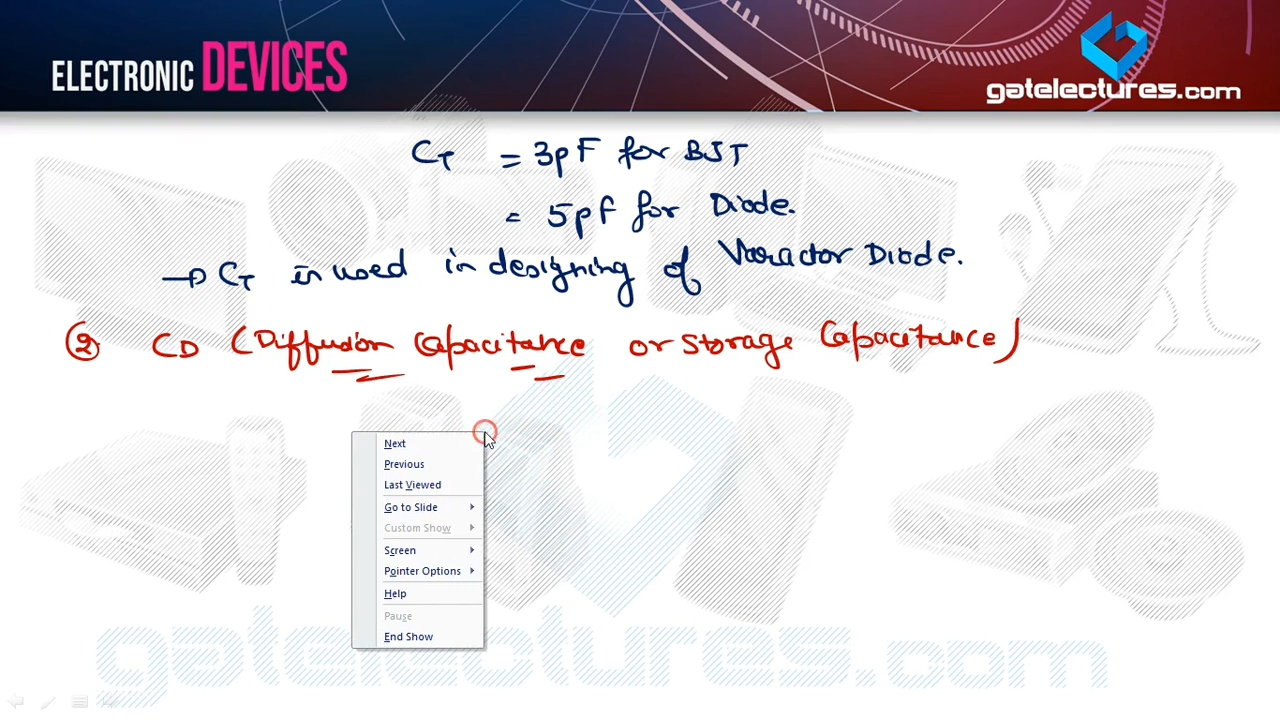 ELECTRONIC DEVICES
gatelectures.com
CT = 3pF for BJT
= 5pF for Diode.
→ CT is used in designing of Varactor Diode.
② CD (Diffusion Capacitance or Storage Capacitance)
Next
Previous
Last Viewed
Go to Slide
Custom Show
Screen
Pointer Options
Help
Pause
End Show
gatelectures.com